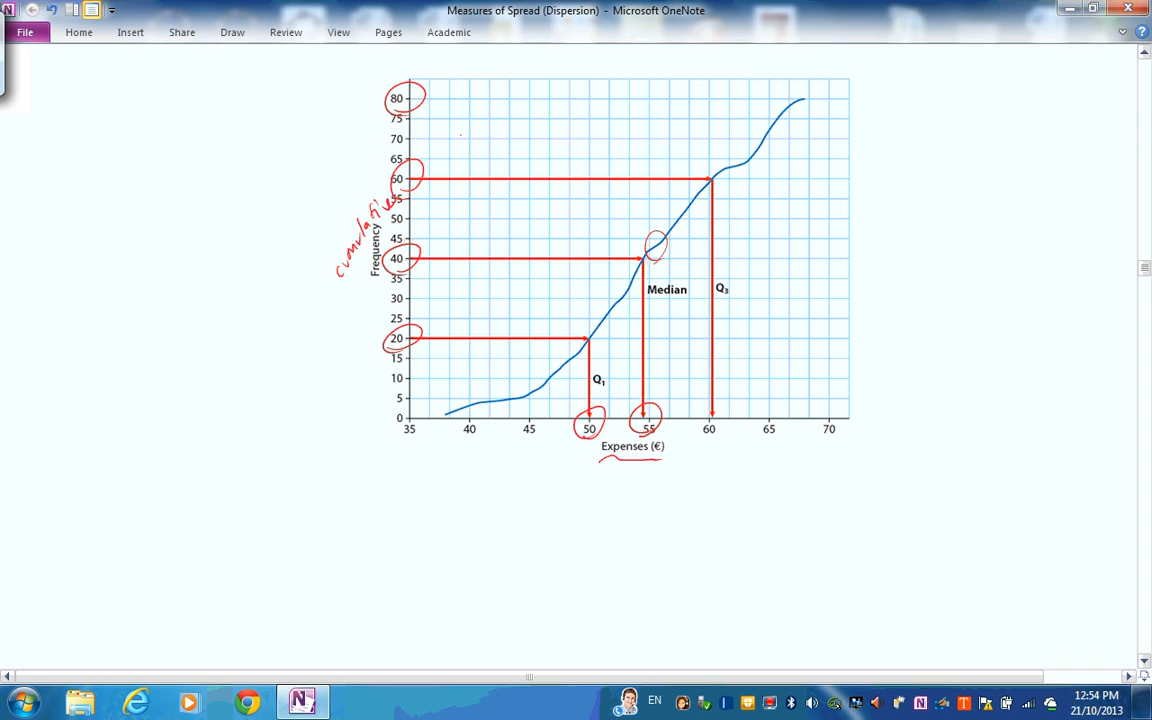 Measures of Spread (Dispersion) - Microsoft OneNote
File Home Insert Share Draw Review View Pages Academic
80
75
70
65
60
55
50
45
40
35
30
25
20
15
10
5
0
cumulative
Frequency
Median
Q₃
Q₁
35 40 45 50 55 60 65 70
Expenses (€)
EN
12:54 PM
21/10/2013